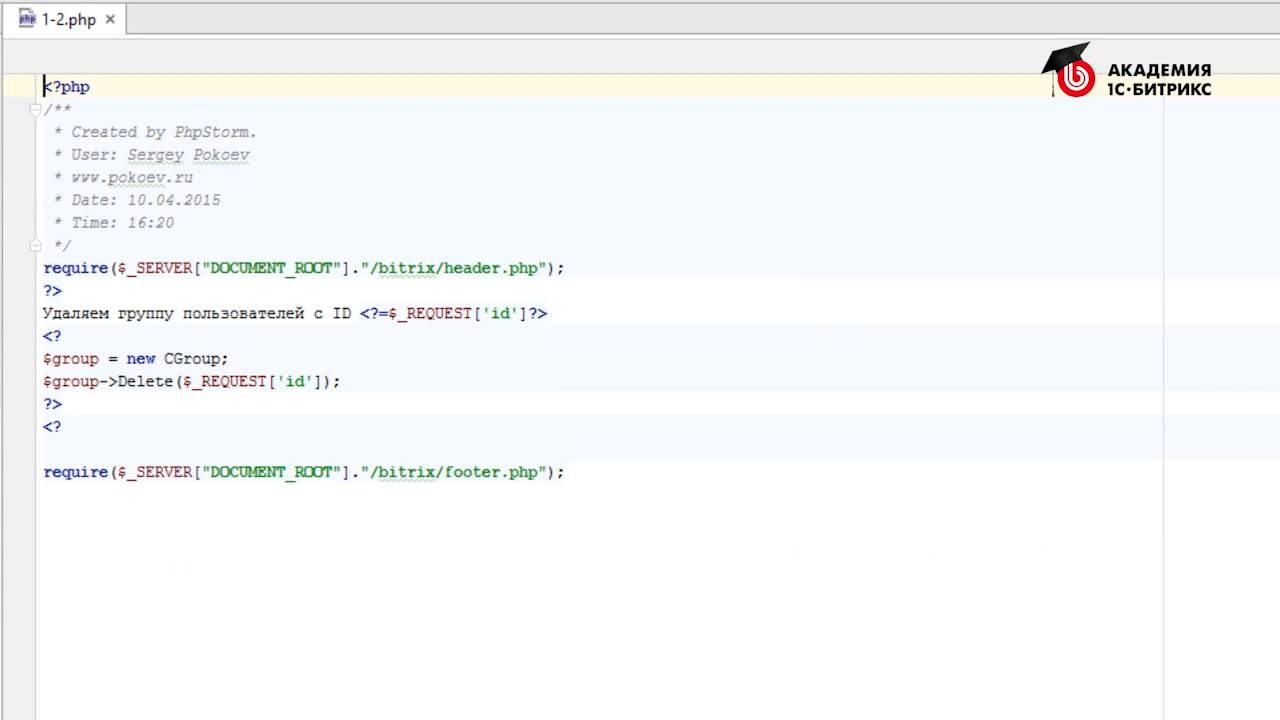 1-2.php
АКАДЕМИЯ
1С·БИТРИКС
<?php
/**
 * Created by PhpStorm.
 * User: Sergey Pokoev
 * www.pokoev.ru
 * Date: 10.04.2015
 * Time: 16:20
 */
require($_SERVER["DOCUMENT_ROOT"]."/bitrix/header.php");
?>
Удаляем группу пользователей с ID <?=$_REQUEST['id']?>
<?
$group = new CGroup;
$group->Delete($_REQUEST['id']);
?>
<?
require($_SERVER["DOCUMENT_ROOT"]."/bitrix/footer.php");